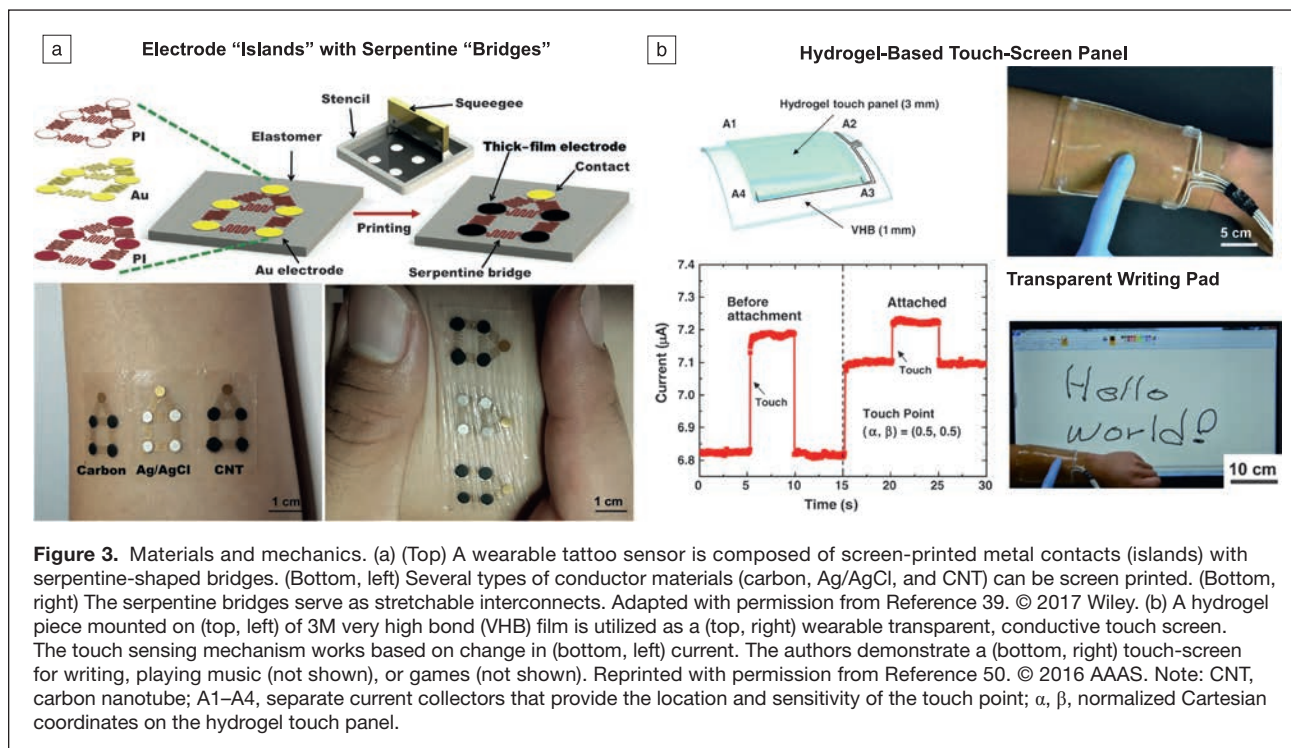 a
Electrode “Islands” with Serpentine “Bridges”
Stencil
Squeegee
PI
Elastomer
Thick-film electrode
Contact
Au
Printing
PI
Au electrode
Serpentine bridge
Carbon
Ag/AgCl
CNT
1 cm
1 cm
b
Hydrogel-Based Touch-Screen Panel
Hydrogel touch panel (3 mm)
A1
A2
A4
A3
VHB (1 mm)
5 cm
7.4
7.3
7.2
7.1
7.0
6.9
6.8
Current (μA)
Before
attachment
Attached
Touch
Touch
Touch Point
(α, β) = (0.5, 0.5)
0
5
10
15
20
25
30
Time (s)
Transparent Writing Pad
Hello
world!
10 cm
Figure 3. Materials and mechanics. (a) (Top) A wearable tattoo sensor is composed of screen-printed metal contacts (islands) with
serpentine-shaped bridges. (Bottom, left) Several types of conductor materials (carbon, Ag/AgCl, and CNT) can be screen printed. (Bottom,
right) The serpentine bridges serve as stretchable interconnects. Adapted with permission from Reference 39. © 2017 Wiley. (b) A hydrogel
piece mounted on (top, left) of 3M very high bond (VHB) film is utilized as a (top, right) wearable transparent, conductive touch screen.
The touch sensing mechanism works based on change in (bottom, left) current. The authors demonstrate a (bottom, right) touch-screen
for writing, playing music (not shown), or games (not shown). Reprinted with permission from Reference 50. © 2016 AAAS. Note: CNT,
carbon nanotube; A1–A4, separate current collectors that provide the location and sensitivity of the touch point; α, β, normalized Cartesian
coordinates on the hydrogel touch panel.